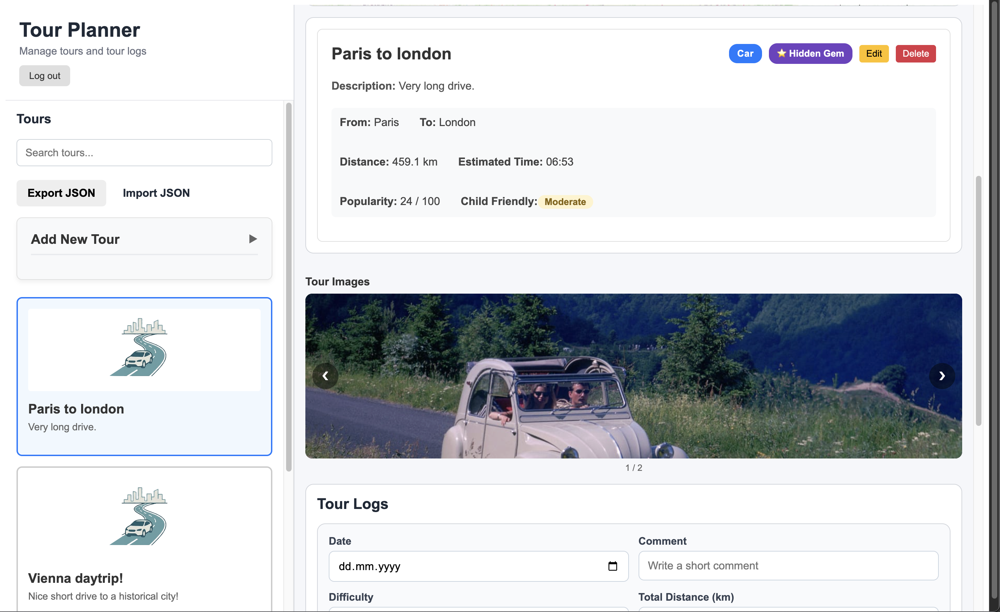 Tour Planner
Manage tours and tour logs
Log out
Tours
Search tours...
Export JSON
Import JSON
Add New Tour
Paris to london
Very long drive.
Vienna daytrip!
Nice short drive to a historical city!
Paris to london
Car
⭐ Hidden Gem
Edit
Delete
Description: Very long drive.
From: Paris To: London
Distance: 459.1 km Estimated Time: 06:53
Popularity: 24 / 100 Child Friendly: Moderate
Tour Images
1 / 2
Tour Logs
Date
Comment
dd.mm.yyyy
Write a short comment
Difficulty
Total Distance (km)